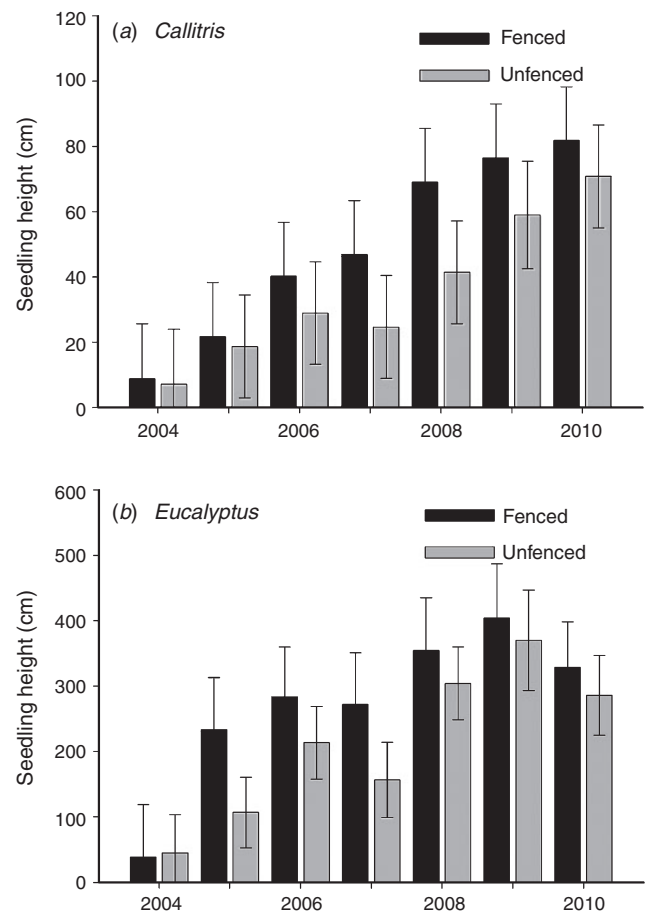 120
(a) Callitris
Fenced
Unfenced
100
80
60
40
20
0
Seedling height (cm)
2004 2006 2008 2010
600
(b) Eucalyptus
Fenced
Unfenced
500
400
300
200
100
0
Seedling height (cm)
2004 2006 2008 2010